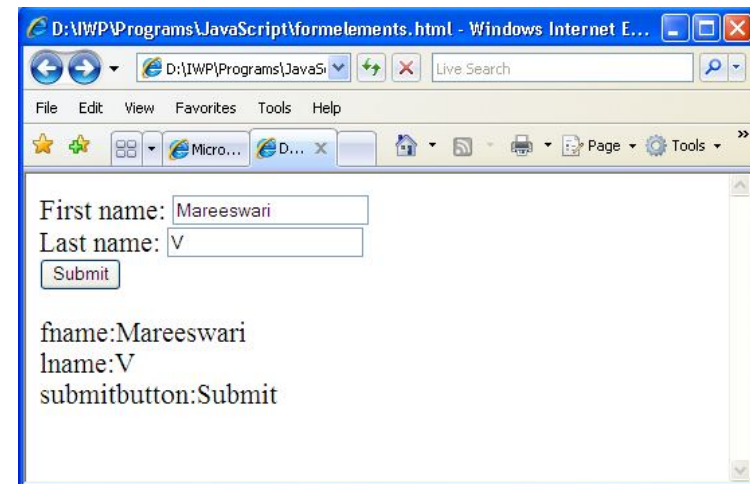 D:\IWP\Programs\JavaScript\formelements.html - Windows Internet E...
D:\IWP\Programs\JavaS
Live Search
File Edit View Favorites Tools Help
Micro... D... Page Tools »
First name: Mareeswari
Last name: V
Submit
fname:Mareeswari
lname:V
submitbutton:Submit